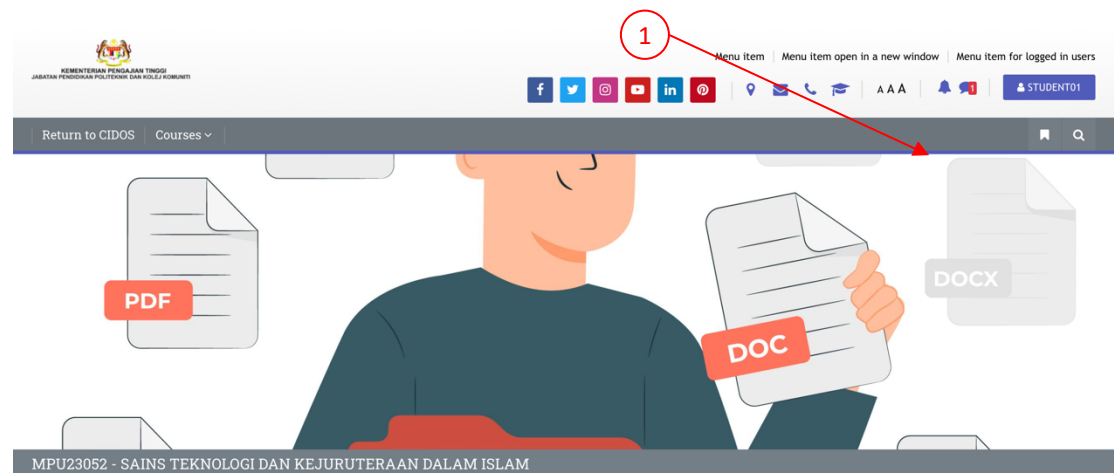 1
Menu item Menu item open in a new window Menu item for logged in users
KEMENTERIAN PENGAJIAN TINGGI
JABATAN PENDIDIKAN POLITEKNIK DAN KOLEJ KOMUNITI
A A A 1 STUDENT01
Return to CIDOS Courses
PDF
DOCX
DOC
MPU23052 - SAINS TEKNOLOGI DAN KEJURUTERAAN DALAM ISLAM